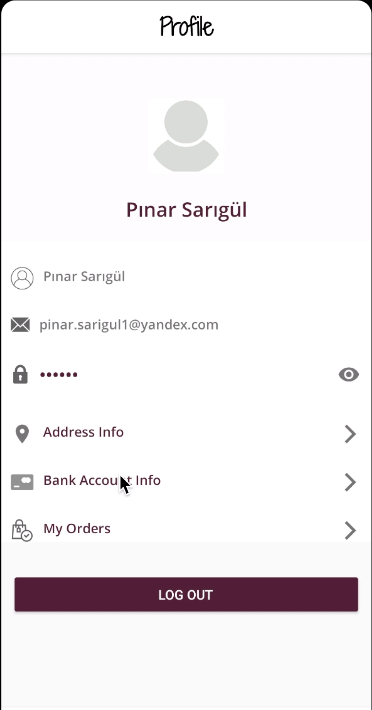 Profile
Pınar Sarıgül
Pınar Sarıgül
pinar.sarigul1@yandex.com
••••••
Address Info
Bank Account Info
My Orders
LOG OUT